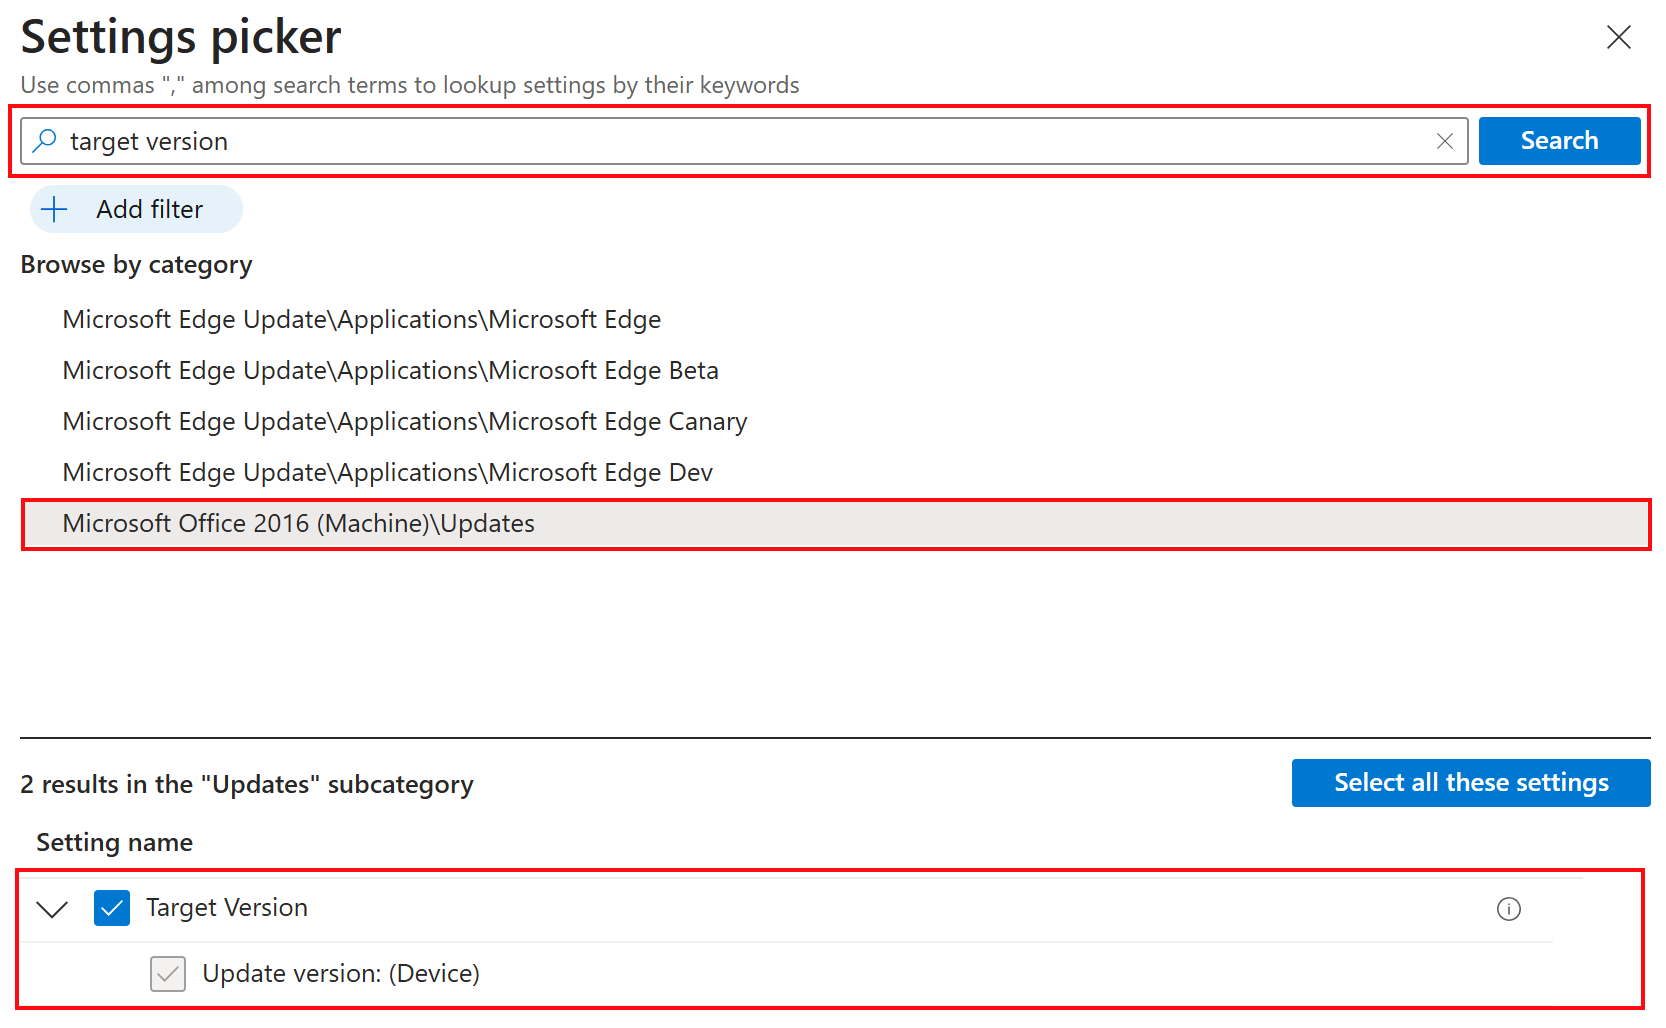 Settings picker
Use commas "," among search terms to lookup settings by their keywords
target version
Search
Add filter
Browse by category
Microsoft Edge Update\Applications\Microsoft Edge
Microsoft Edge Update\Applications\Microsoft Edge Beta
Microsoft Edge Update\Applications\Microsoft Edge Canary
Microsoft Edge Update\Applications\Microsoft Edge Dev
Microsoft Office 2016 (Machine)\Updates
2 results in the "Updates" subcategory
Select all these settings
Setting name
Target Version
Update version: (Device)